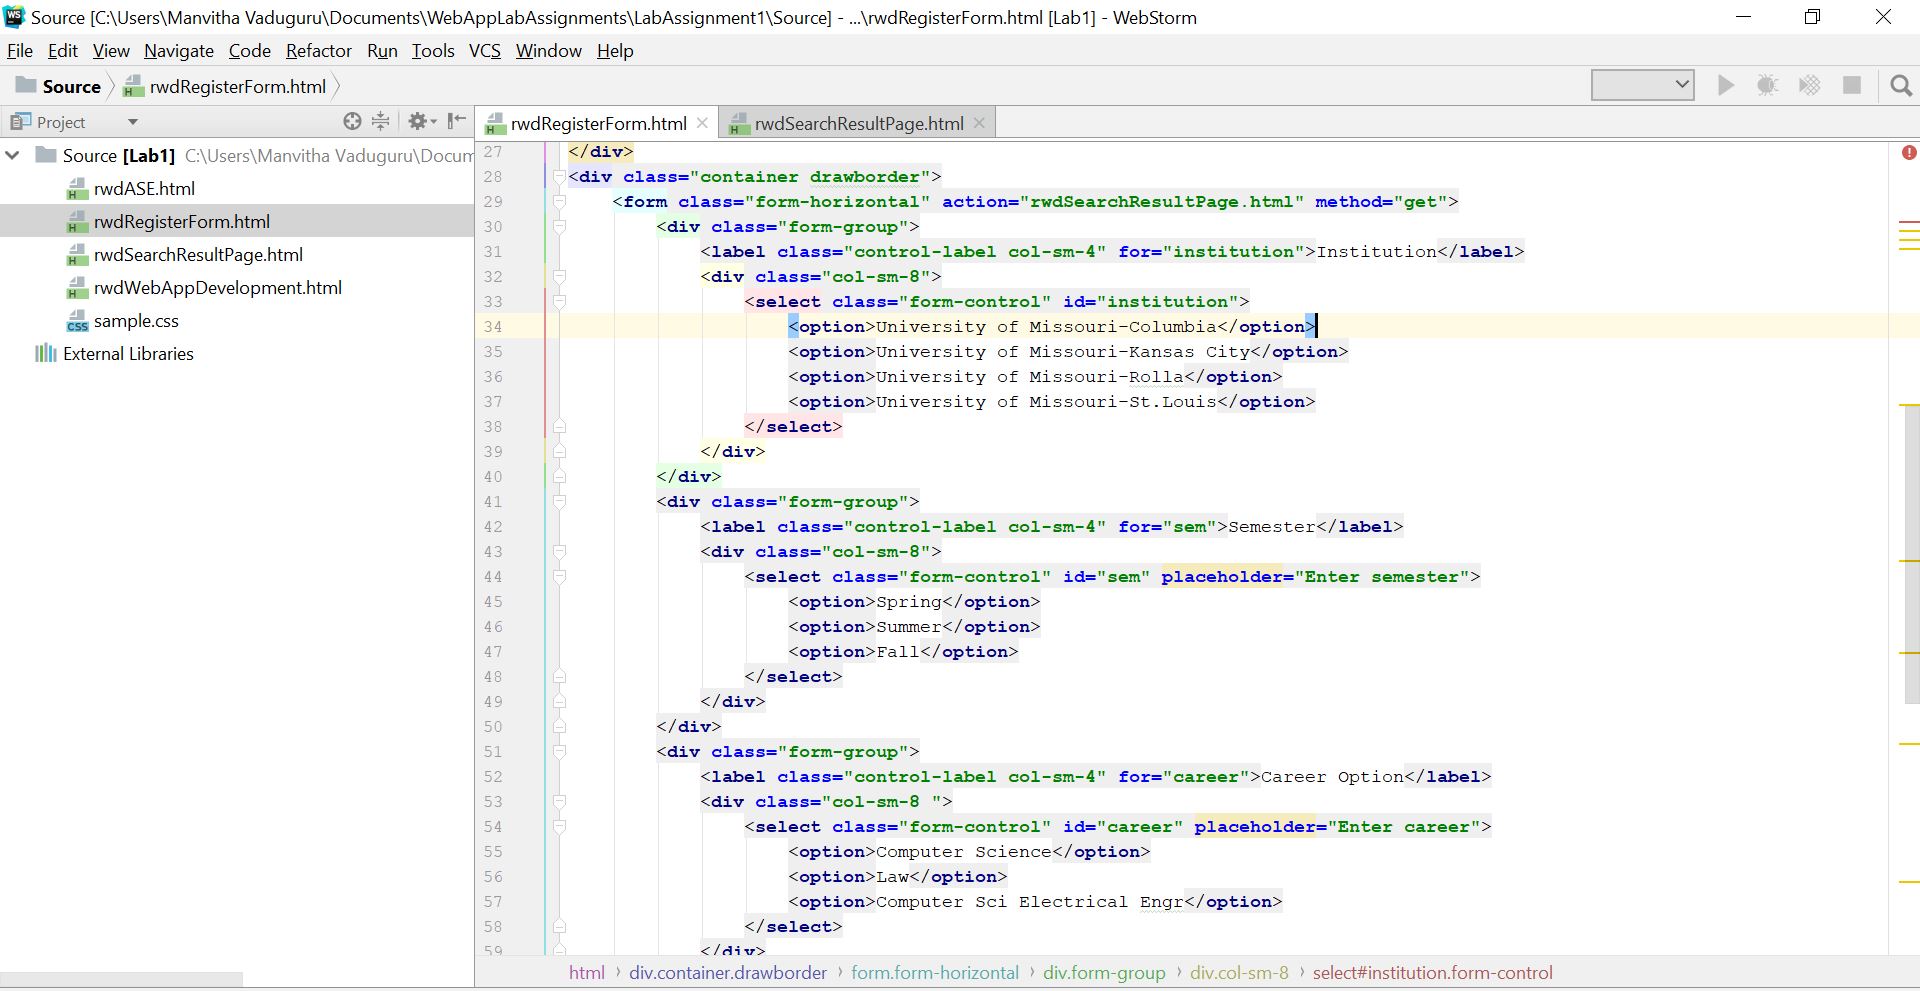 WS Source [C:\Users\Manvitha Vaduguru\Documents\WebAppLabAssignments\LabAssignment1\Source] - ...\rwdRegisterForm.html [Lab1] - WebStorm
File Edit View Navigate Code Refactor Run Tools VCS Window Help
Source rwdRegisterForm.html
Project
Source [Lab1] C:\Users\Manvitha Vaduguru\Docum
rwdASE.html
rwdRegisterForm.html
rwdSearchResultPage.html
rwdWebAppDevelopment.html
CSS sample.css
External Libraries
rwdRegisterForm.html rwdSearchResultPage.html
27 </div>
28 <div class="container drawborder">
29 <form class="form-horizontal" action="rwdSearchResultPage.html" method="get">
30 <div class="form-group">
31 <label class="control-label col-sm-4" for="institution">Institution</label>
32 <div class="col-sm-8">
33 <select class="form-control" id="institution">
34 <option>University of Missouri-Columbia</option>
35 <option>University of Missouri-Kansas City</option>
36 <option>University of Missouri-Rolla</option>
37 <option>University of Missouri-St.Louis</option>
38 </select>
39 </div>
40 </div>
41 <div class="form-group">
42 <label class="control-label col-sm-4" for="sem">Semester</label>
43 <div class="col-sm-8">
44 <select class="form-control" id="sem" placeholder="Enter semester">
45 <option>Spring</option>
46 <option>Summer</option>
47 <option>Fall</option>
48 </select>
49 </div>
50 </div>
51 <div class="form-group">
52 <label class="control-label col-sm-4" for="career">Career Option</label>
53 <div class="col-sm-8 ">
54 <select class="form-control" id="career" placeholder="Enter career">
55 <option>Computer Science</option>
56 <option>Law</option>
57 <option>Computer Sci Electrical Engr</option>
58 </select>
59 </div>
html › div.container.drawborder › form.form-horizontal › div.form-group › div.col-sm-8 › select#institution.form-control